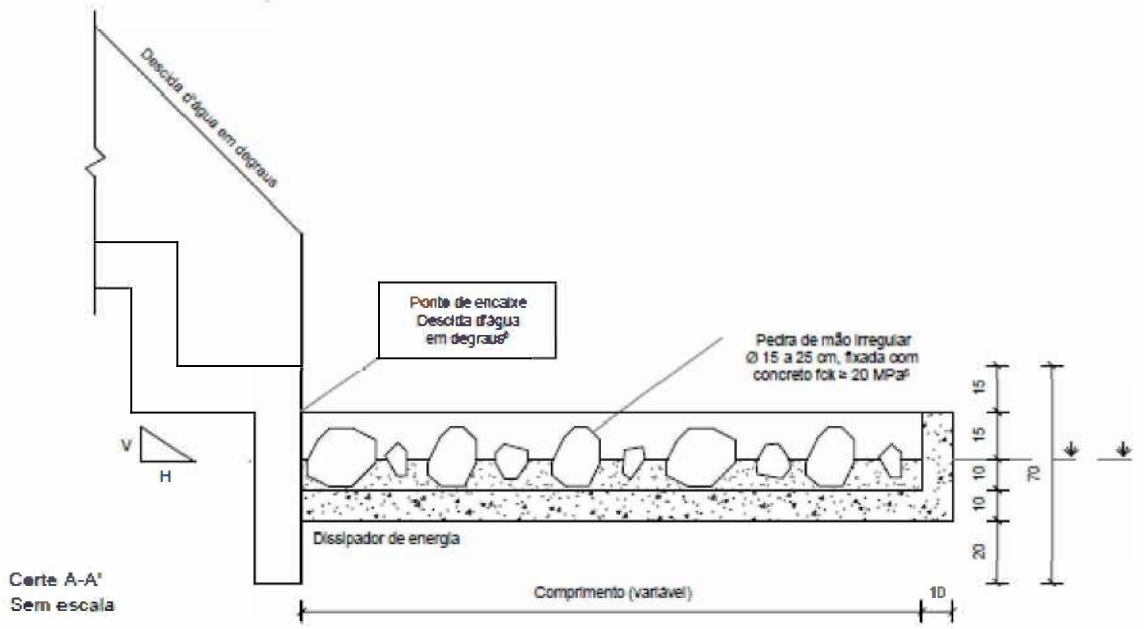 Descida d'água em degraus
Ponto de encaixe
Descida d'água
em degraus⁶
Pedra de mão irregular
Ø 15 a 25 cm, fixada com
concreto fck ≥ 20 MPa
V
H
15
15
10
10
20
70
Dissipador de energia
Corte A-A'
Sem escala
Comprimento (variável)
10